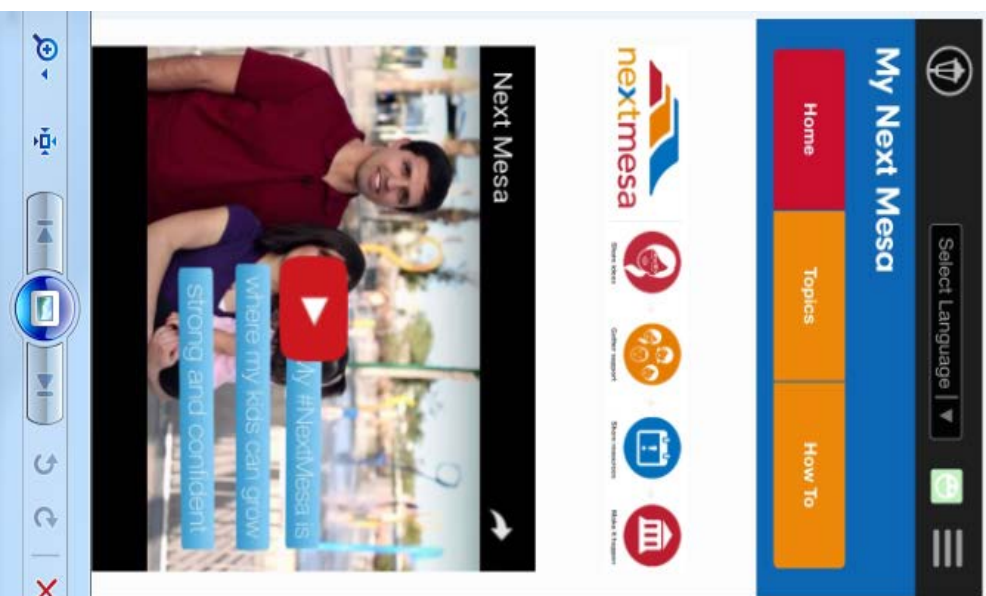 Select Language
My Next Mesa
Home
Topics
How To
nextmesa
Share ideas
Gather support
Share resources
Make it happen
Next Mesa
My #NextMesa is
where my kids can grow
strong and confident